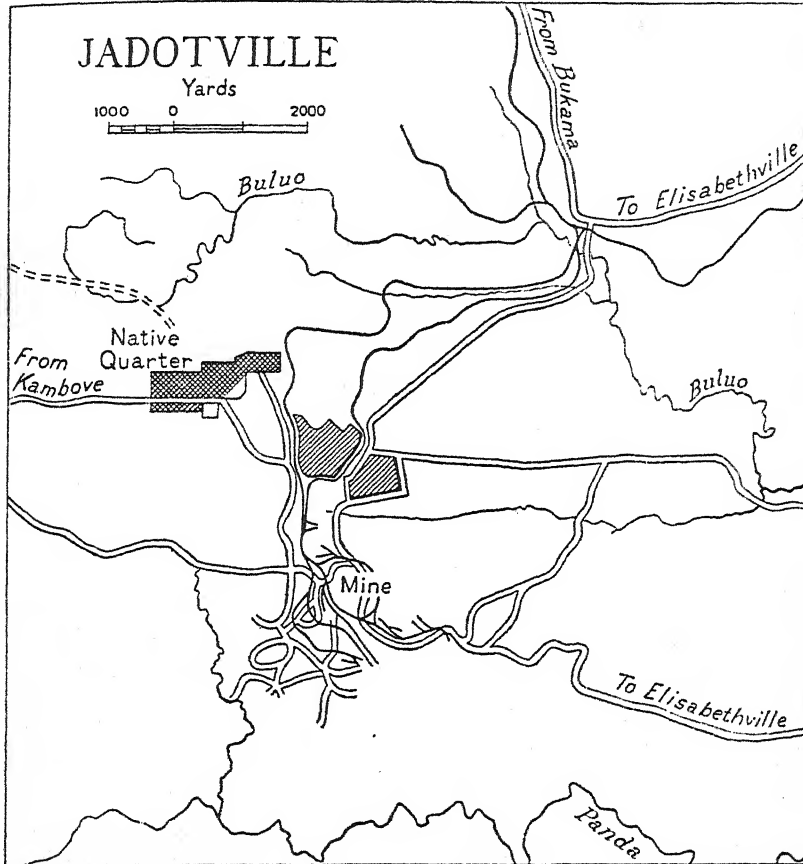 JADOTVILLE
Yards
1000 0 2000
From Bukama
To Elisabethville
Buluo
Native
Quarter
From
Kambove
Buluo
Mine
To Elisabethville
Panda